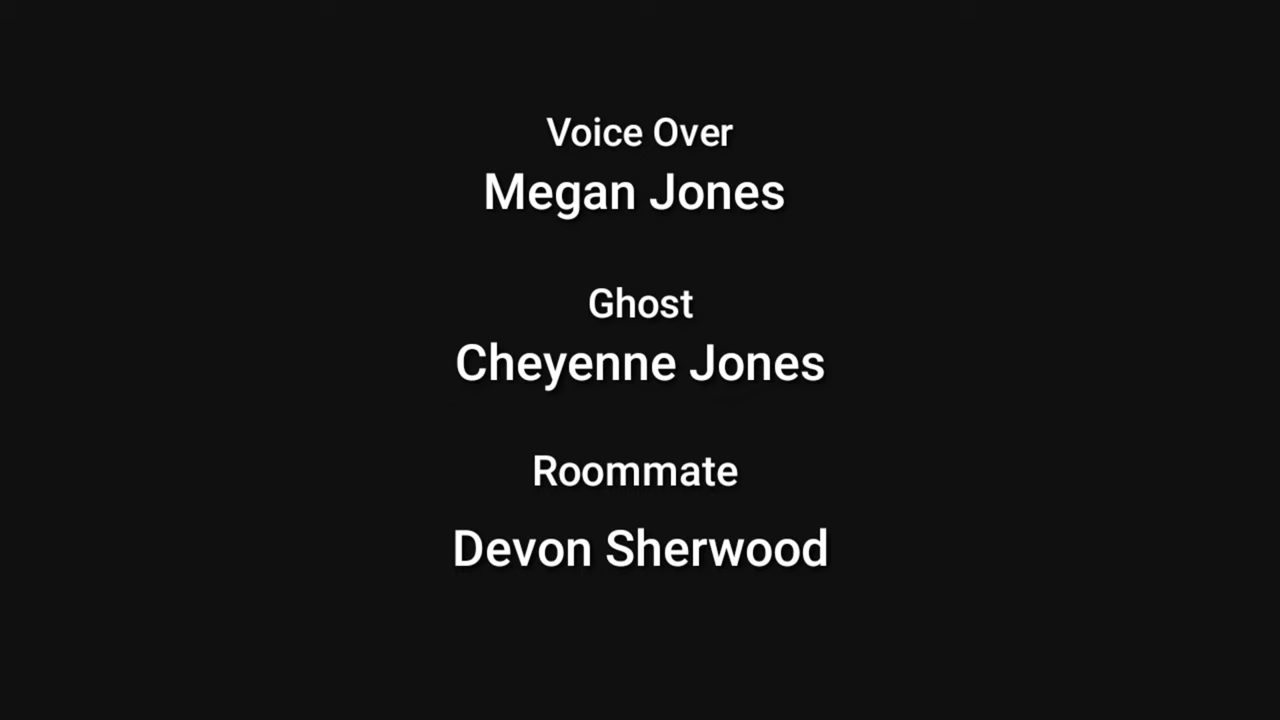 Voice Over
Megan Jones
Ghost
Cheyenne Jones
Roommate
Devon Sherwood